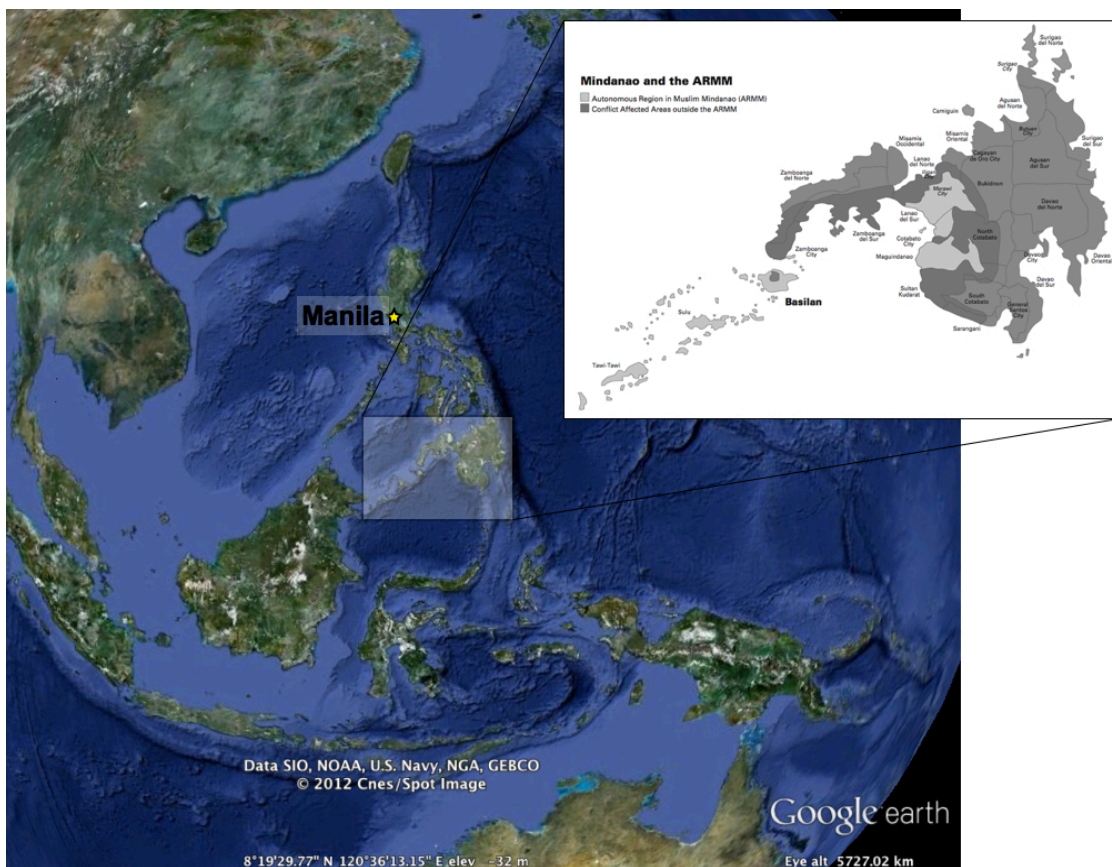 Mindanao and the ARMM
Autonomous Region in Muslim Mindanao (ARMM)
Conflict Affected Areas outside the ARMM
Surigao
del Norte
Surigao
City
Agusan
del Norte
Camiguin
Butuan
City
Misamis
Oriental
Surigao
del Sur
Misamis
Occidental
Cagayan
de Oro City
Lanao
del Norte
Iligan
City
Agusan
del Sur
Zamboanga
del Norte
Bukidnon
Marawi
City
Davao
del Norte
Lanao
del Sur
Zamboanga
del Sur
North
Cotabato
Cotabato
City
Zamboanga
City
Maguindanao
Davao
City
Davao
Oriental
Davao
del Sur
Sultan
Kudarat
South
Cotabato
General
Santos
City
Basilan
Sulu
Sarangani
Tawi-Tawi
Manila
Data SIO, NOAA, U.S. Navy, NGA, GEBCO
© 2012 Cnes/Spot Image
Google earth
8°19'29.77" N 120°36'13.15" E elev -32 m
Eye alt 5727.02 km